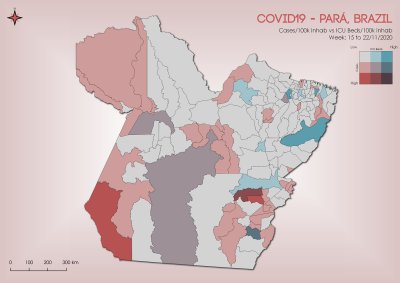 COVID19 - PARÁ, BRAZIL
Cases/100k inhab vs ICU Beds/100k inhab
Week: 15 to 22/11/2020
Low
ICU Beds
High
0 100 200 300 km